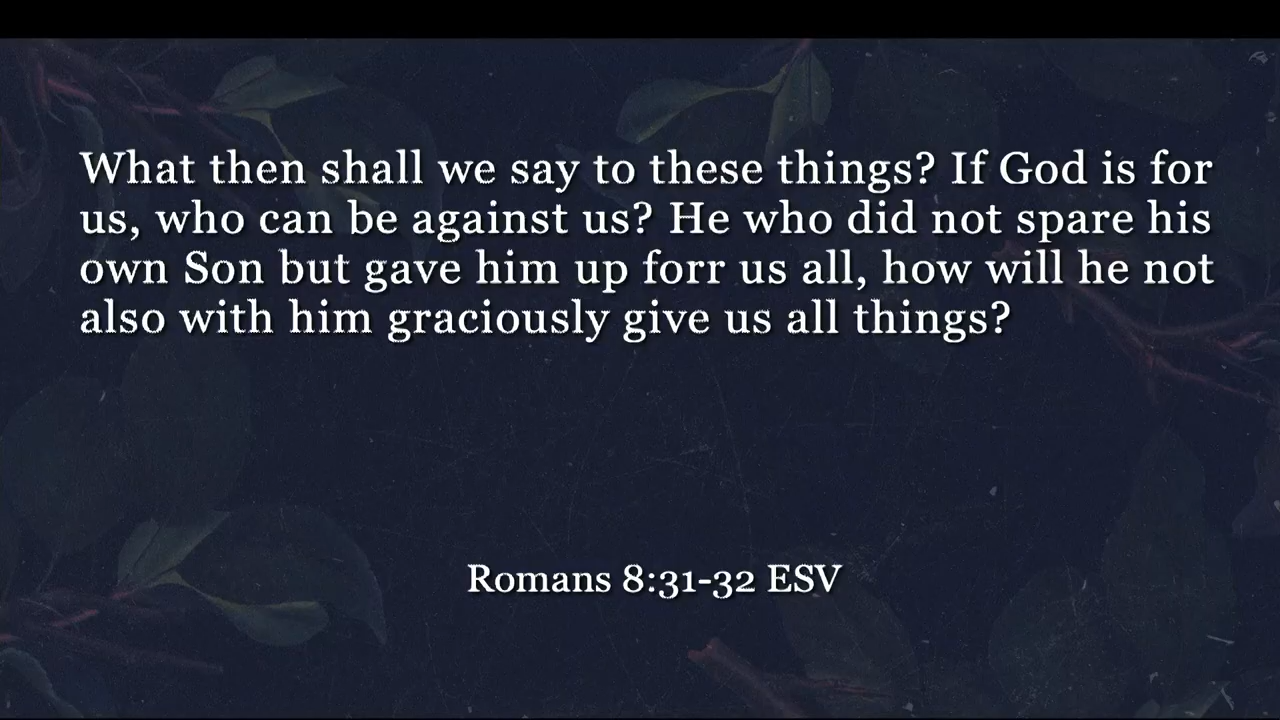 What then shall we say to these things? If God is for
us, who can be against us? He who did not spare his
own Son but gave him up forr us all, how will he not
also with him graciously give us all things?
Romans 8:31-32 ESV